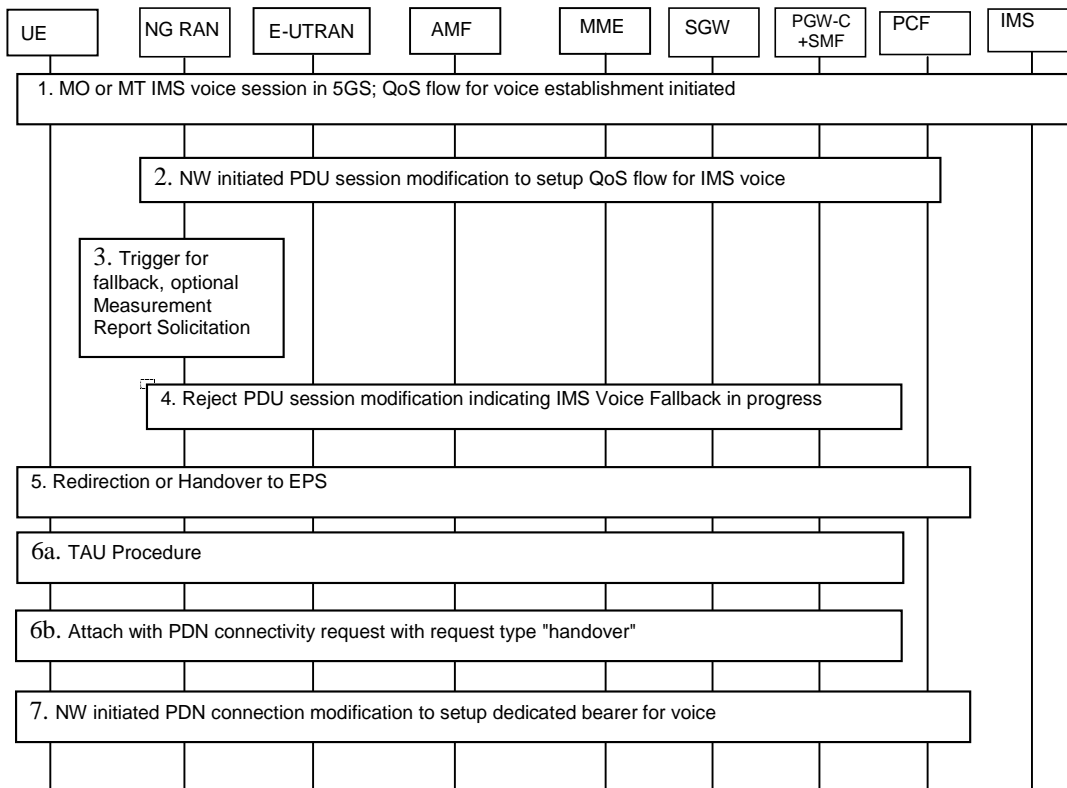 UE
NG RAN
E-UTRAN
AMF
MME
SGW
PGW-C
+SMF
PCF
IMS
1. MO or MT IMS voice session in 5GS; QoS flow for voice establishment initiated
2. NW initiated PDU session modification to setup QoS flow for IMS voice
3. Trigger for
fallback, optional
Measurement
Report Solicitation
4. Reject PDU session modification indicating IMS Voice Fallback in progress
5. Redirection or Handover to EPS
6a. TAU Procedure
6b. Attach with PDN connectivity request with request type "handover"
7. NW initiated PDN connection modification to setup dedicated bearer for voice